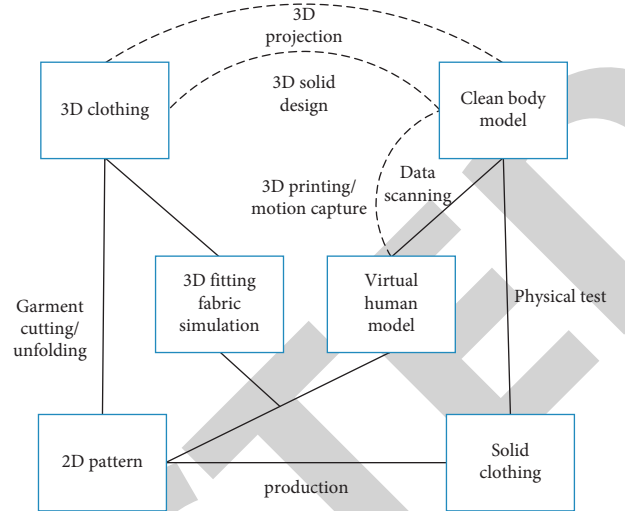 3D
projection
3D clothing
3D solid
design
Clean body
model
3D printing/
motion capture
Data
scanning
Garment
cutting/
unfolding
3D fitting
fabric
simulation
Virtual
human
model
Physical test
2D pattern
production
Solid
clothing